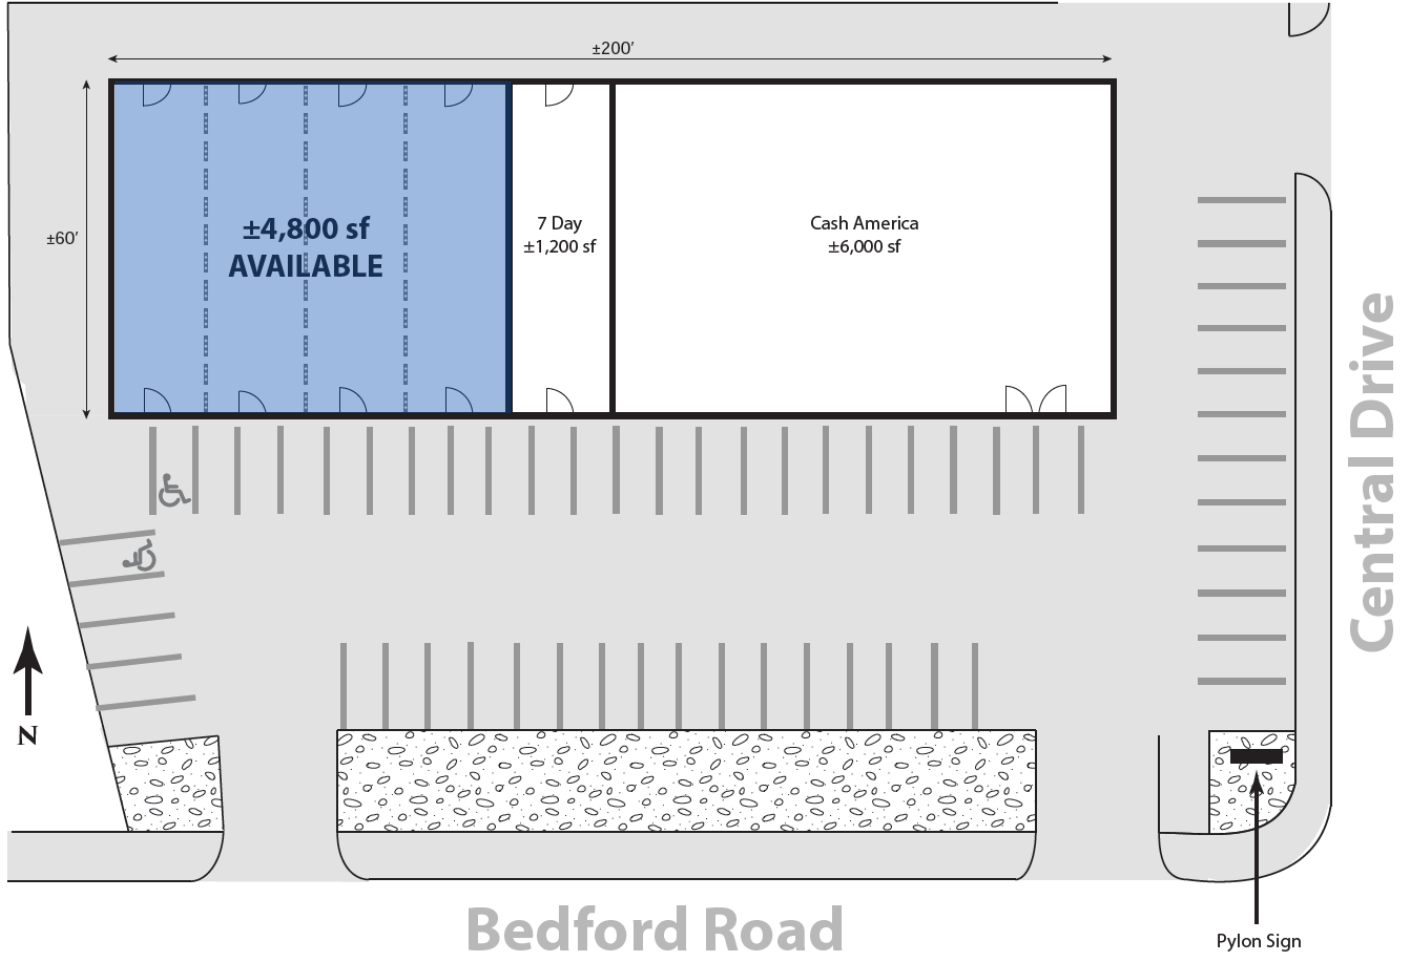 ±200’
±60’
±4,800 sf
AVAILABLE
7 Day
±1,200 sf
Cash America
±6,000 sf
Central Drive
N
Bedford Road
Pylon Sign